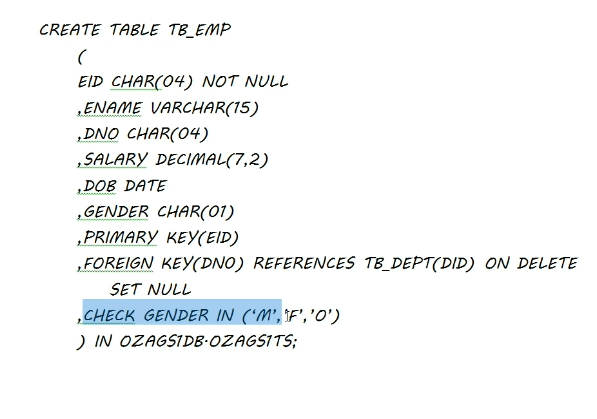 CREATE TABLE TB_EMP
(
EID CHAR(04) NOT NULL
,ENAME VARCHAR(15)
,DNO CHAR(04)
,SALARY DECIMAL(7,2)
,DOB DATE
,GENDER CHAR(01)
,PRIMARY KEY(EID)
,FOREIGN KEY(DNO) REFERENCES TB_DEPT(DID) ON DELETE
SET NULL
,CHECK GENDER IN ('M','F','O')
) IN OZAGS1DB.OZAGS1TS;